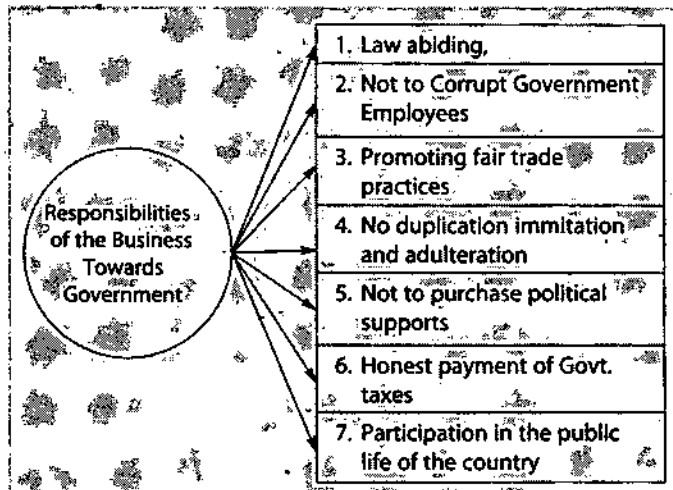 Responsibilities
of the Business
Towards
Government
1. Law abiding,
2. Not to Corrupt Government
Employees
3. Promoting fair trade
practices
4. No duplication immitation
and adulteration
5. Not to purchase political
supports
6. Honest payment of Govt.
taxes
7. Participation in the public
life of the country